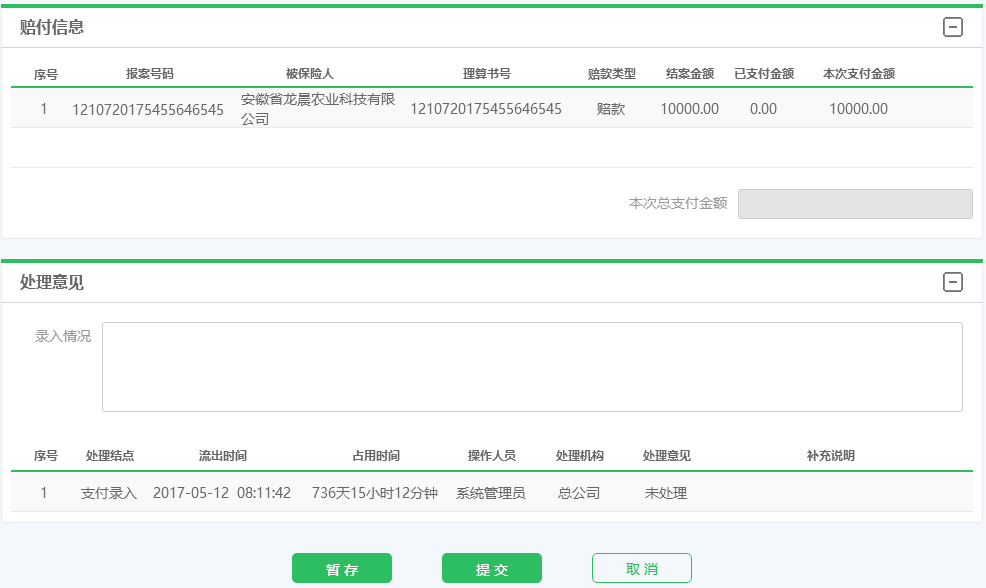 赔付信息
序号 报案号码 被保险人 理算书号 赔款类型 结案金额 已支付金额 本次支付金额
1 1210720175455646545 安徽省龙晨农业科技有限公司 1210720175455646545 赔款 10000.00 0.00 10000.00
本次总支付金额
处理意见
录入情况
序号 处理结点 流出时间 占用时间 操作人员 处理机构 处理意见 补充说明
1 支付录入 2017-05-12 08:11:42 736天15小时12分钟 系统管理员 总公司 未处理
暂存 提交 取消